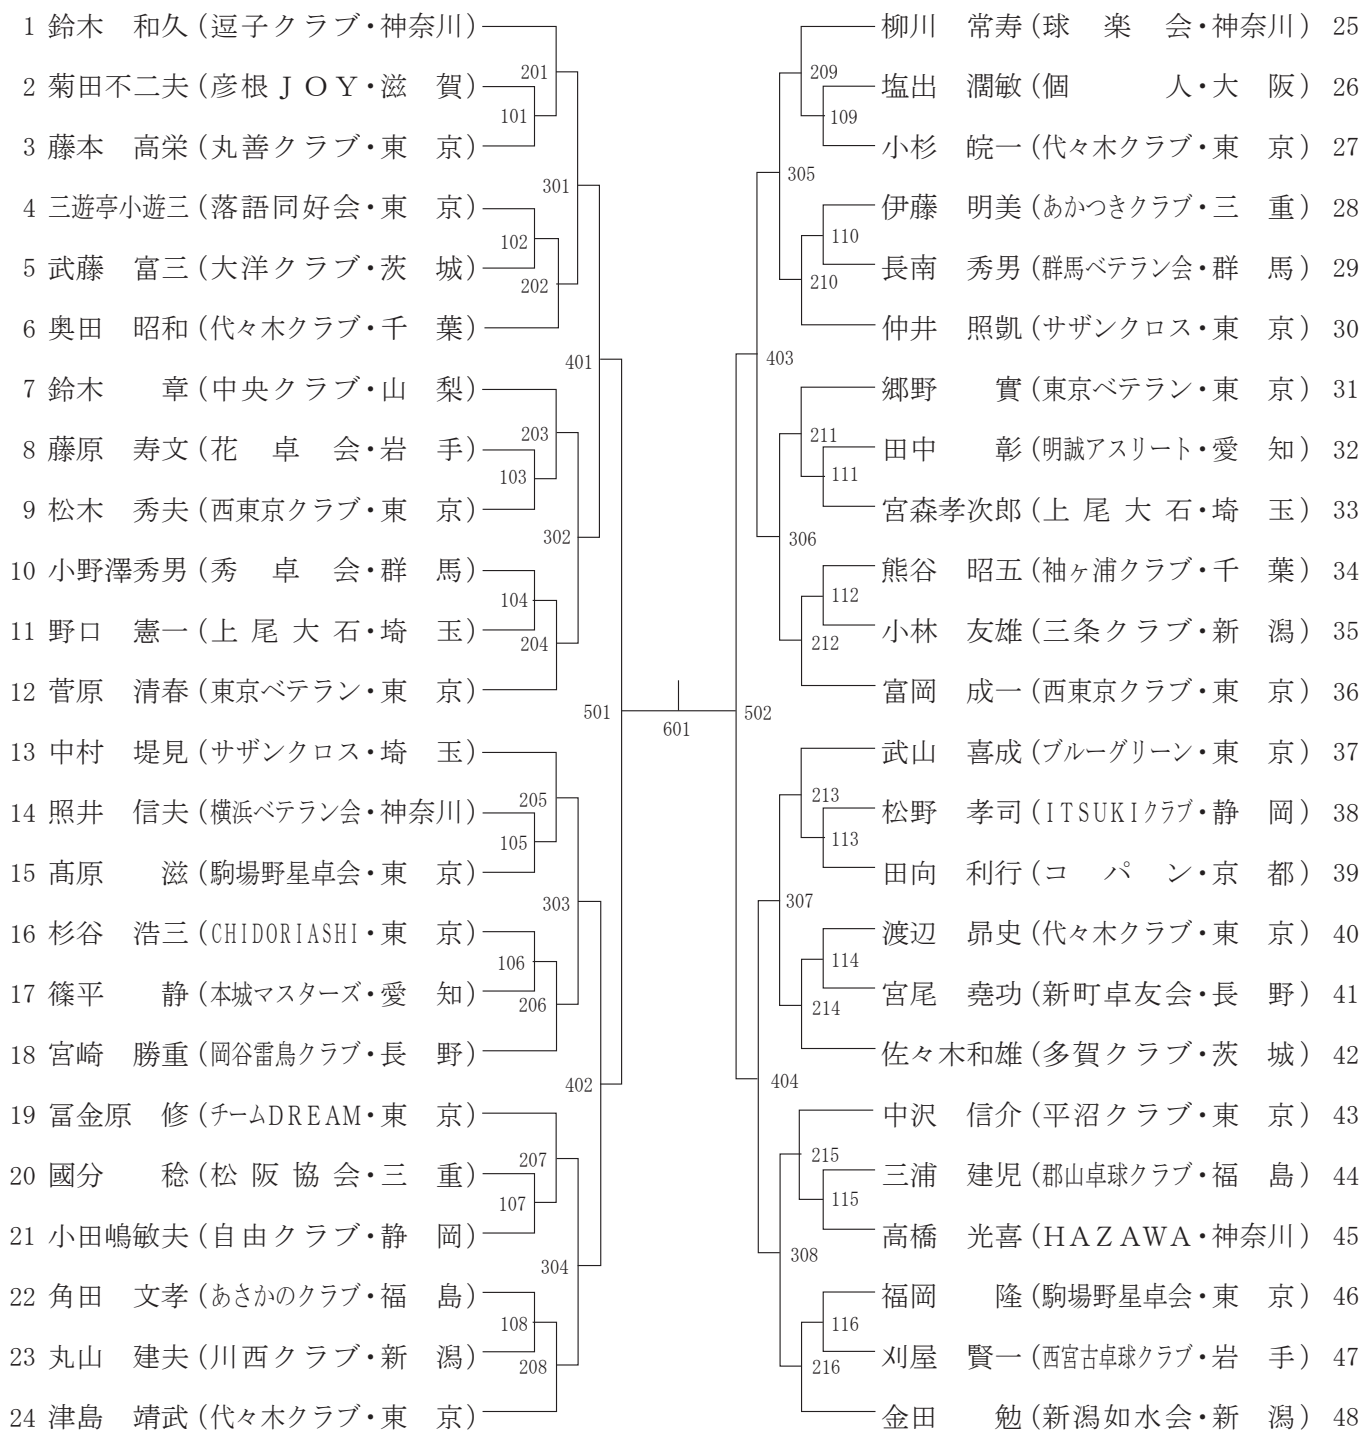 1 鈴木 和久 (逗子クラブ・神奈川)
201
2 菊田不二夫 (彦根JOY・滋 賀)
101
3 藤本 高栄 (丸善クラブ・東 京)
301
4 三遊亭小遊三 (落語同好会・東 京)
102
5 武藤 富三 (大洋クラブ・茨 城)
202
6 奥田 昭和 (代々木クラブ・千 葉)
401
7 鈴木 章 (中央クラブ・山 梨)
203
8 藤原 寿文 (花 卓 会・岩 手)
103
9 松木 秀夫 (西東京クラブ・東 京)
302
10 小野澤秀男 (秀 卓 会・群 馬)
104
11 野口 憲一 (上尾大石・埼 玉)
204
12 菅原 清春 (東京ベテラン・東 京)
501
13 中村 堤見 (サザンクロス・埼 玉)
205
14 照井 信夫 (横浜ベテラン会・神奈川)
105
15 髙原 滋 (駒場野星卓会・東 京)
303
16 杉谷 浩三 (CHIDORIASHI・東 京)
106
17 篠平 静 (本城マスターズ・愛 知)
206
18 宮崎 勝重 (岡谷雷鳥クラブ・長 野)
402
19 冨金原 修 (チームDREAM・東 京)
207
20 國分 稔 (松阪協会・三 重)
107
21 小田嶋敏夫 (自由クラブ・静 岡)
304
22 角田 文孝 (あさかのクラブ・福 島)
108
23 丸山 建夫 (川西クラブ・新 潟)
208
24 津島 靖武 (代々木クラブ・東 京)
601
柳川 常寿 (球 楽 会・神奈川) 25
209
塩出 潤敏 (個 人・大 阪) 26
109
小杉 皖一 (代々木クラブ・東 京) 27
305
伊藤 明美 (あかつきクラブ・三 重) 28
110
長南 秀男 (群馬ベテラン会・群 馬) 29
210
仲井 照凱 (サザンクロス・東 京) 30
403
郷野 實 (東京ベテラン・東 京) 31
211
田中 彰 (明誠アスリート・愛 知) 32
111
宮森孝次郎 (上尾大石・埼 玉) 33
306
熊谷 昭五 (袖ヶ浦クラブ・千 葉) 34
112
小林 友雄 (三条クラブ・新 潟) 35
212
富岡 成一 (西東京クラブ・東 京) 36
502
武山 喜成 (ブルーグリーン・東 京) 37
213
松野 孝司 (ITSUKIクラブ・静 岡) 38
113
田向 利行 (コ パ ン・京 都) 39
307
渡辺 昴史 (代々木クラブ・東 京) 40
114
宮尾 堯功 (新町卓友会・長 野) 41
214
佐々木和雄 (多賀クラブ・茨 城) 42
404
中沢 信介 (平沼クラブ・東 京) 43
215
三浦 建児 (郡山卓球クラブ・福 島) 44
115
高橋 光喜 (HAZAWA・神奈川) 45
308
福岡 隆 (駒場野星卓会・東 京) 46
116
刈屋 賢一 (西宮古卓球クラブ・岩 手) 47
216
金田 勉 (新潟如水会・新 潟) 48